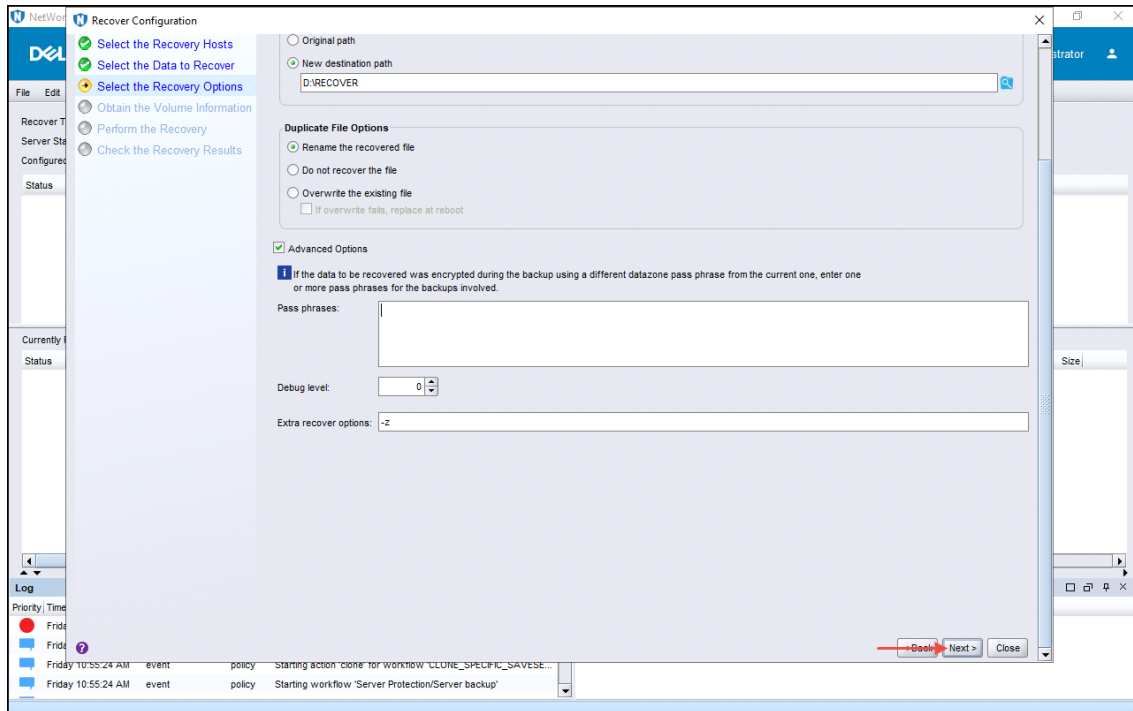 NetWor
Recover Configuration
DELL
strator
File Edit
Recover T
Server Sta
Configured
Status
Select the Recovery Hosts
Select the Data to Recover
Select the Recovery Options
Obtain the Volume Information
Perform the Recovery
Check the Recovery Results
Original path
New destination path
D:\RECOVER
Duplicate File Options
Rename the recovered file
Do not recover the file
Overwrite the existing file
If overwrite fails, replace at reboot
Advanced Options
If the data to be recovered was encrypted during the backup using a different datazone pass phrase from the current one, enter one
or more pass phrases for the backups involved.
Pass phrases:
Debug level: 0
Extra recover options: -z
Currently
Status
Size
Log
Priority Time
Frida
Frida
< Back Next > Close
Friday 10:55:24 AM event policy Starting action 'clone' for workflow 'CLONE_SPECIFIC_SAVESE...
Friday 10:55:24 AM event policy Starting workflow 'Server Protection/Server backup'